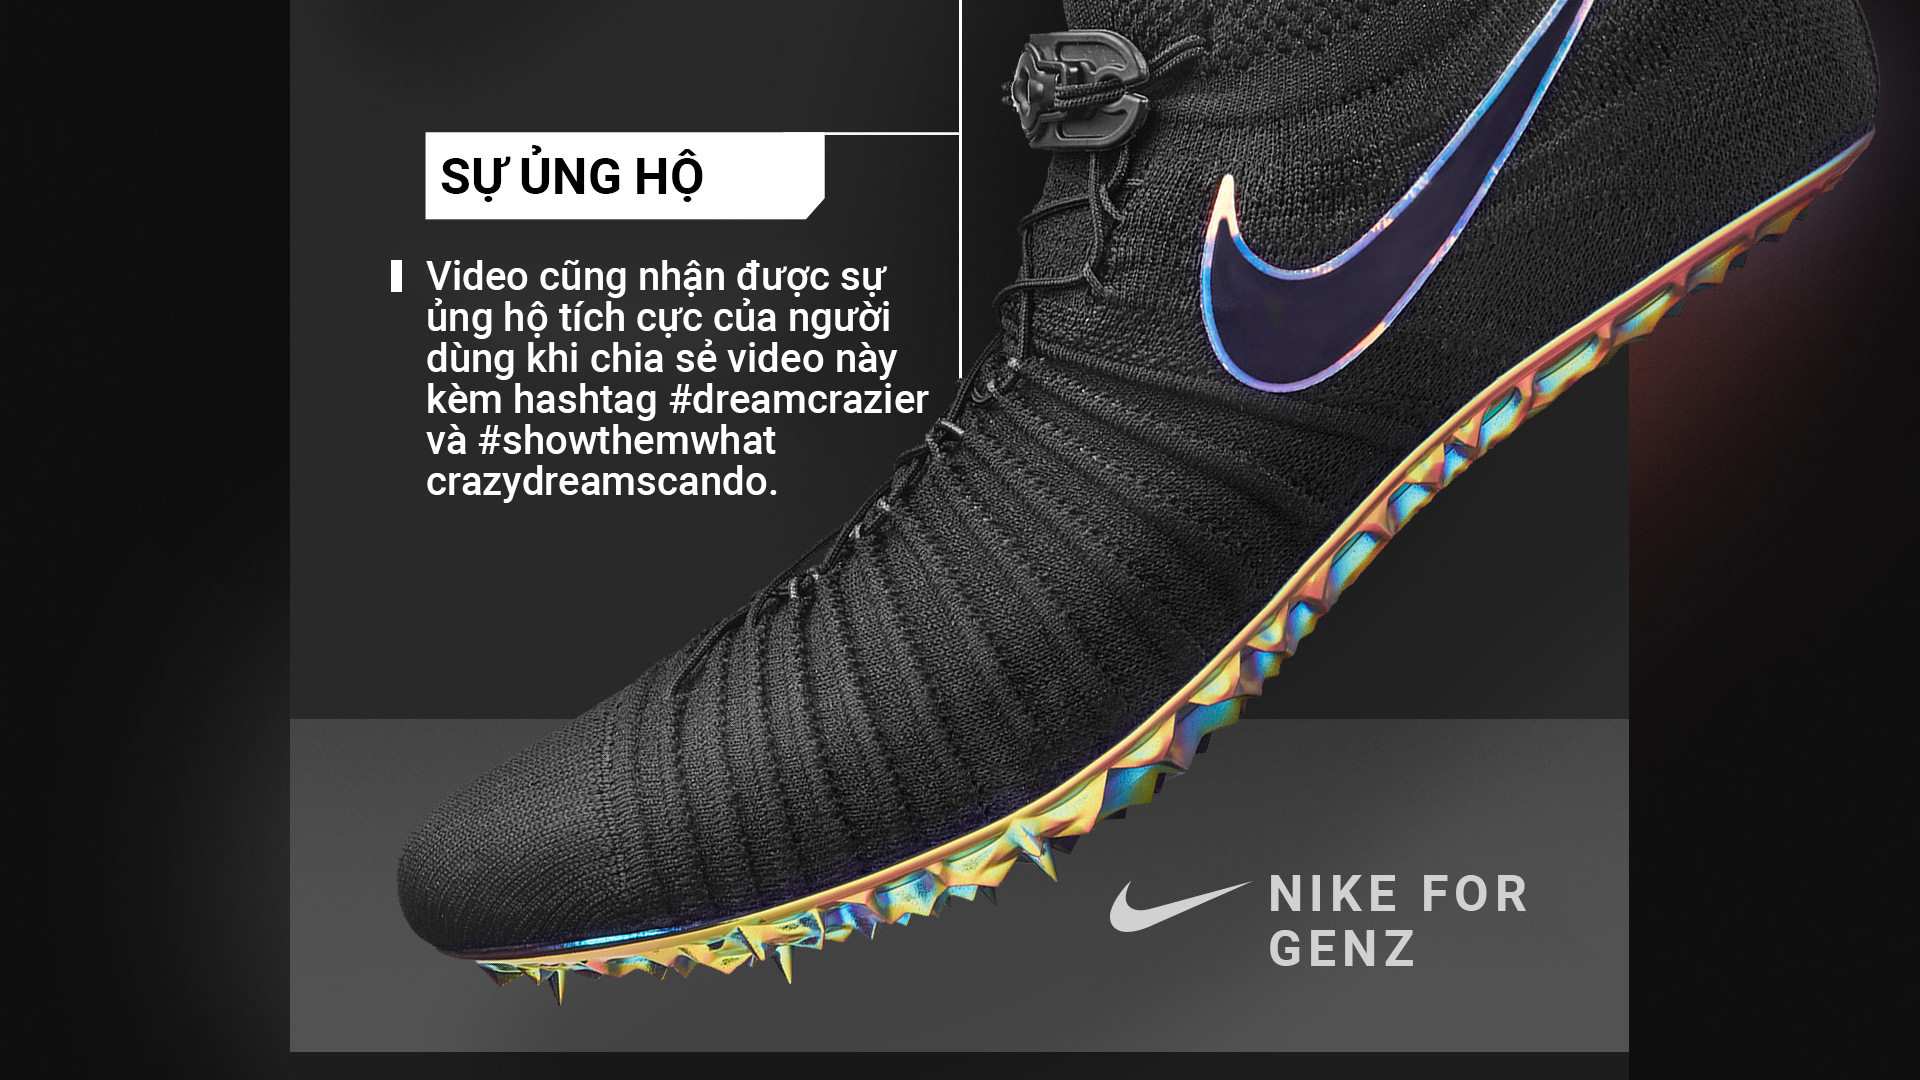 SỰ ỦNG HỘ
Video cũng nhận được sự
ủng hộ tích cực của người
dùng khi chia sẻ video này
kèm hashtag #dreamcrazier
và #showthemwhat
crazydreamscando.
NIKE FOR
GENZ